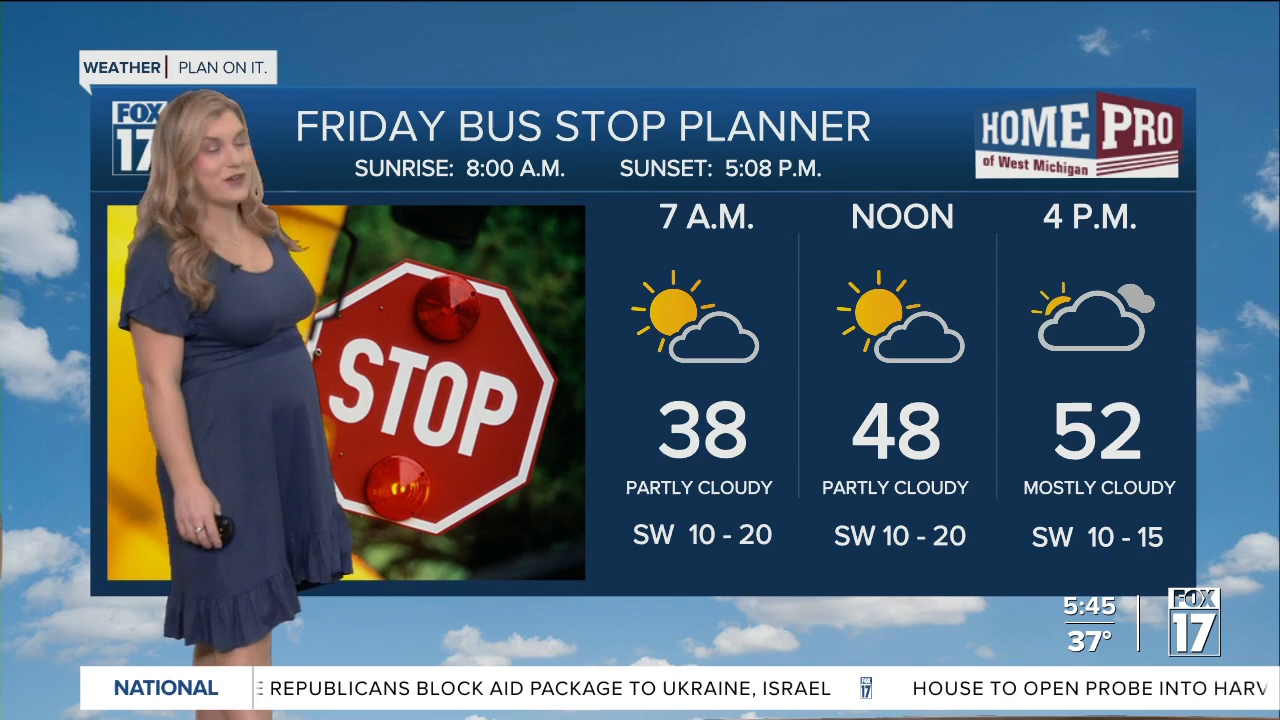 WEATHER | PLAN ON IT.
FOX
17
FRIDAY BUS STOP PLANNER
SUNRISE: 8:00 A.M. SUNSET: 5:08 P.M.
HOME PRO
of West Michigan
STOP
7 A.M. NOON 4 P.M.
38 48 52
PARTLY CLOUDY PARTLY CLOUDY MOSTLY CLOUDY
SW 10 - 20 SW 10 - 20 SW 10 - 15
5:45
37°
FOX
17
NATIONAL REPUBLICANS BLOCK AID PACKAGE TO UKRAINE, ISRAEL FOX 17 HOUSE TO OPEN PROBE INTO HARV